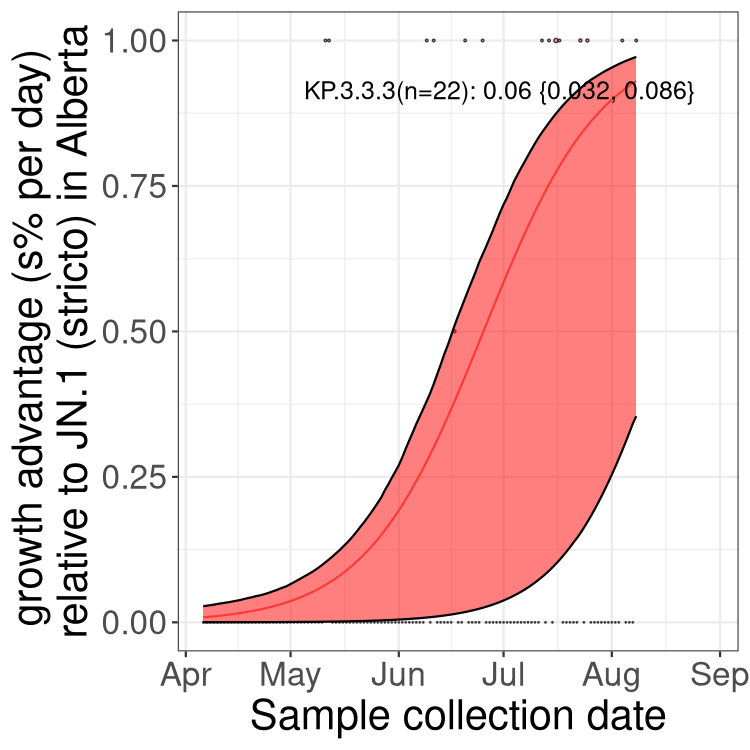 growth advantage (s% per day)
relative to JN.1 (stricto) in Alberta
1.00
0.75
0.50
0.25
0.00
KP.3.3.3(n=22): 0.06 {0.032, 0.086}
Apr May Jun Jul Aug Sep
Sample collection date